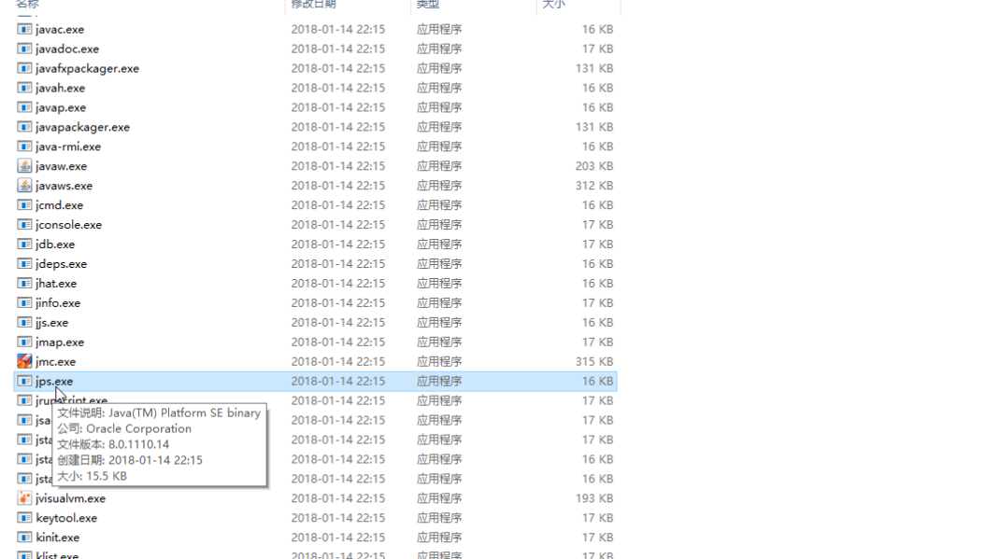 名称 修改日期 类型 大小
javac.exe 2018-01-14 22:15 应用程序 16 KB
javadoc.exe 2018-01-14 22:15 应用程序 17 KB
javafxpackager.exe 2018-01-14 22:15 应用程序 131 KB
javah.exe 2018-01-14 22:15 应用程序 16 KB
javap.exe 2018-01-14 22:15 应用程序 16 KB
javapackager.exe 2018-01-14 22:15 应用程序 131 KB
java-rmi.exe 2018-01-14 22:15 应用程序 16 KB
javaw.exe 2018-01-14 22:15 应用程序 203 KB
javaws.exe 2018-01-14 22:15 应用程序 312 KB
jcmd.exe 2018-01-14 22:15 应用程序 16 KB
jconsole.exe 2018-01-14 22:15 应用程序 17 KB
jdb.exe 2018-01-14 22:15 应用程序 17 KB
jdeps.exe 2018-01-14 22:15 应用程序 16 KB
jhat.exe 2018-01-14 22:15 应用程序 16 KB
jinfo.exe 2018-01-14 22:15 应用程序 17 KB
jjs.exe 2018-01-14 22:15 应用程序 16 KB
jmap.exe 2018-01-14 22:15 应用程序 17 KB
jmc.exe 2018-01-14 22:15 应用程序 315 KB
jps.exe 2018-01-14 22:15 应用程序 16 KB
jrunscript.exe 2018-01-14 22:15 应用程序 17 KB
文件说明: Java(TM) Platform SE binary
jsa 2018-01-14 22:15 应用程序 17 KB
公司: Oracle Corporation
jsta 2018-01-14 22:15 应用程序 17 KB
文件版本: 8.0.1110.14
jsta 2018-01-14 22:15 应用程序 16 KB
创建日期: 2018-01-14 22:15
jsta 2018-01-14 22:15 应用程序 16 KB
大小: 15.5 KB
jvisualvm.exe 2018-01-14 22:15 应用程序 193 KB
keytool.exe 2018-01-14 22:15 应用程序 17 KB
kinit.exe 2018-01-14 22:15 应用程序 17 KB
klist.exe 2018-01-14 22:15 应用程序 17 KB